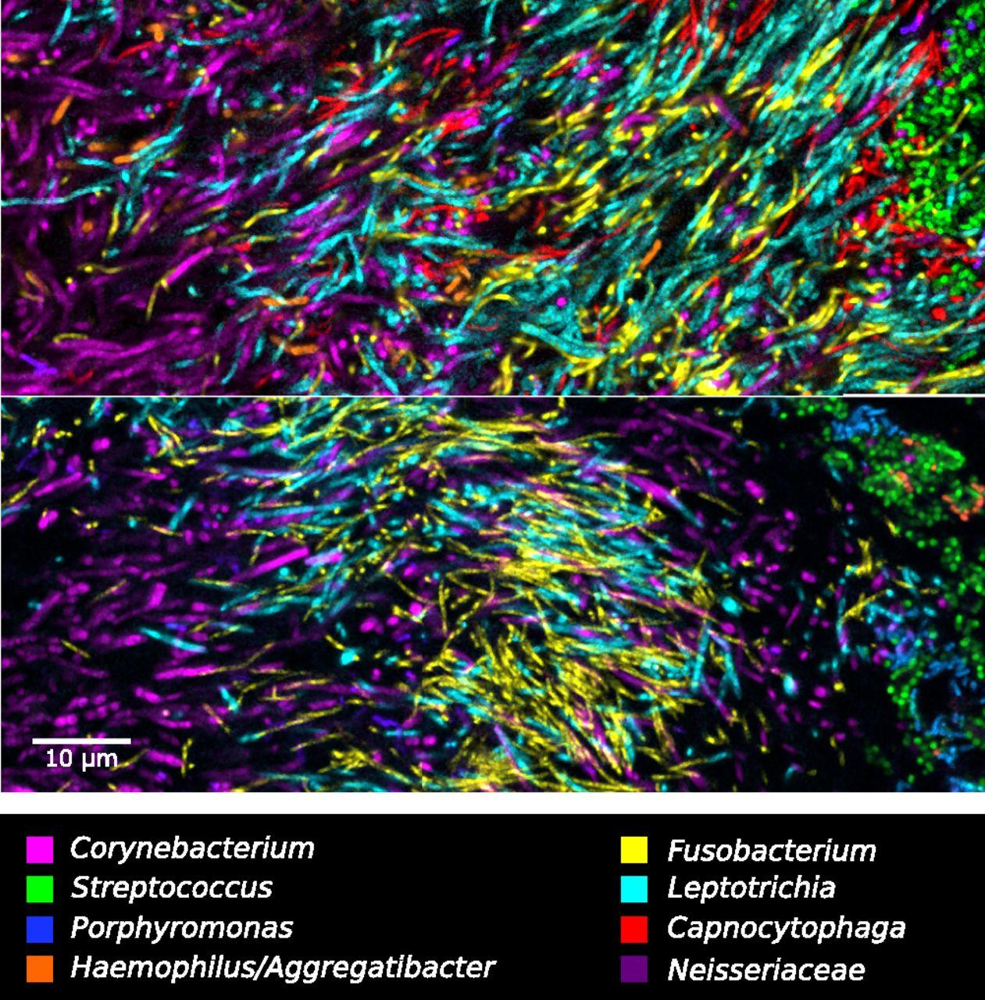 10 µm
Corynebacterium
Streptococcus
Porphyromonas
Haemophilus/Aggregatibacter
Fusobacterium
Leptotrichia
Capnocytophaga
Neisseriaceae